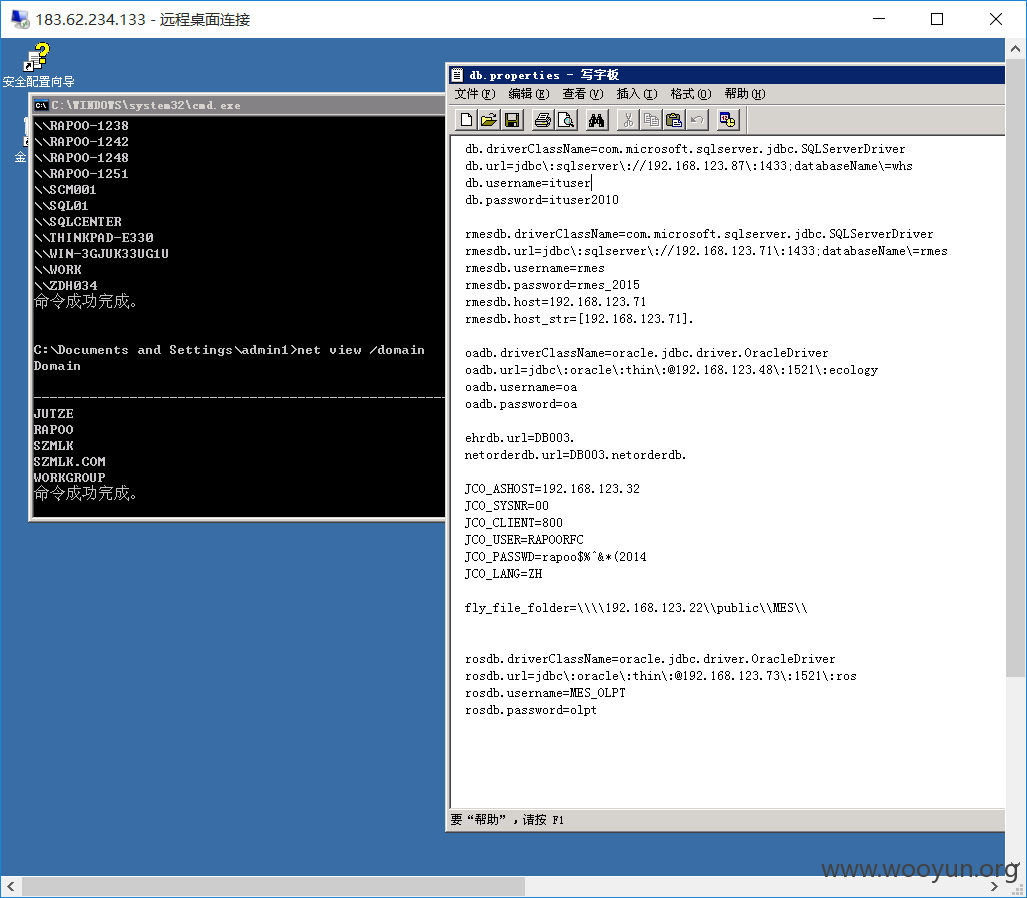 183.62.234.133 - 远程桌面连接
安全配置向导
金
C:\WINDOWS\system32\cmd.exe
\\RAPOO-1238
\\RAPOO-1242
\\RAPOO-1248
\\RAPOO-1251
\\SCM001
\\SQL01
\\SQLCENTER
\\THINKPAD-E330
\\WIN-3GJUK33UG1U
\\WORK
\\ZDH034
命令成功完成。
C:\Documents and Settings\admin1>net view /domain
Domain
JUTZE
RAPOO
SZMLK
SZMLK.COM
WORKGROUP
命令成功完成。
db.properties - 写字板
文件(F) 编辑(E) 查看(V) 插入(I) 格式(O) 帮助(H)
db.driverClassName=com.microsoft.sqlserver.jdbc.SQLServerDriver
db.url=jdbc\:sqlserver\://192.168.123.87\:1433;databaseName\=whs
db.username=ituser
db.password=ituser2010
rmesdb.driverClassName=com.microsoft.sqlserver.jdbc.SQLServerDriver
rmesdb.url=jdbc\:sqlserver\://192.168.123.71\:1433;databaseName\=rmes
rmesdb.username=rmes
rmesdb.password=rmes_2015
rmesdb.host=192.168.123.71
rmesdb.host_str=[192.168.123.71].
oadb.driverClassName=oracle.jdbc.driver.OracleDriver
oadb.url=jdbc\:oracle\:thin\:@192.168.123.48\:1521\:ecology
oadb.username=oa
oadb.password=oa
ehrdb.url=DB003.
netorderdb.url=DB003.netorderdb.
JCO_ASHOST=192.168.123.32
JCO_SYSNR=00
JCO_CLIENT=800
JCO_USER=RAPOORFC
JCO_PASSWD=rapoo$%^&*(2014
JCO_LANG=ZH
fly_file_folder=\\\\192.168.123.22\\public\\MES\\
rosdb.driverClassName=oracle.jdbc.driver.OracleDriver
rosdb.url=jdbc\:oracle\:thin\:@192.168.123.73\:1521\:ros
rosdb.username=MES_OLPT
rosdb.password=olpt
要“帮助”，请按 F1
www.wooyun.org